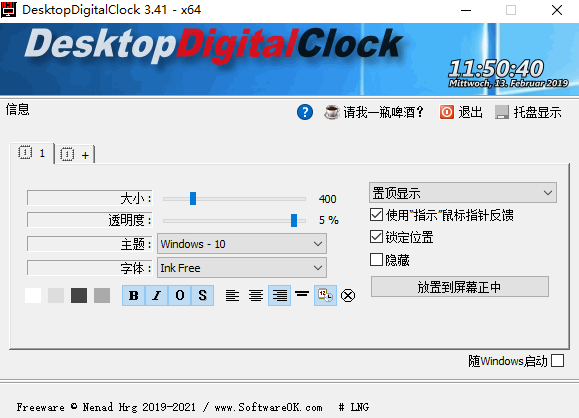 DesktopDigitalClock 3.41 - x64
DesktopDigitalClock
11:50:40
Mittwoch, 13. Februar 2019
信息
? 请我一瓶啤酒? 退出 托盘显示
1 +
大小: 400
透明度: 5 %
主题: Windows - 10
字体: Ink Free
B I O S
置顶显示
使用"指示"鼠标指针反馈
锁定位置
隐藏
放置到屏幕正中
随Windows启动
Freeware © Nenad Hrg 2019-2021 / www.SoftwareOK.com # LNG